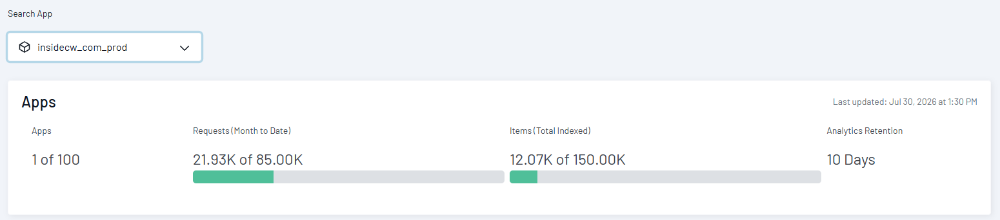 Search App
insidecw_com_prod
Apps
Last updated: Jul 30, 2026 at 1:30 PM
Apps
Requests (Month to Date)
Items (Total Indexed)
Analytics Retention
1 of 100
21.93K of 85.00K
12.07K of 150.00K
10 Days